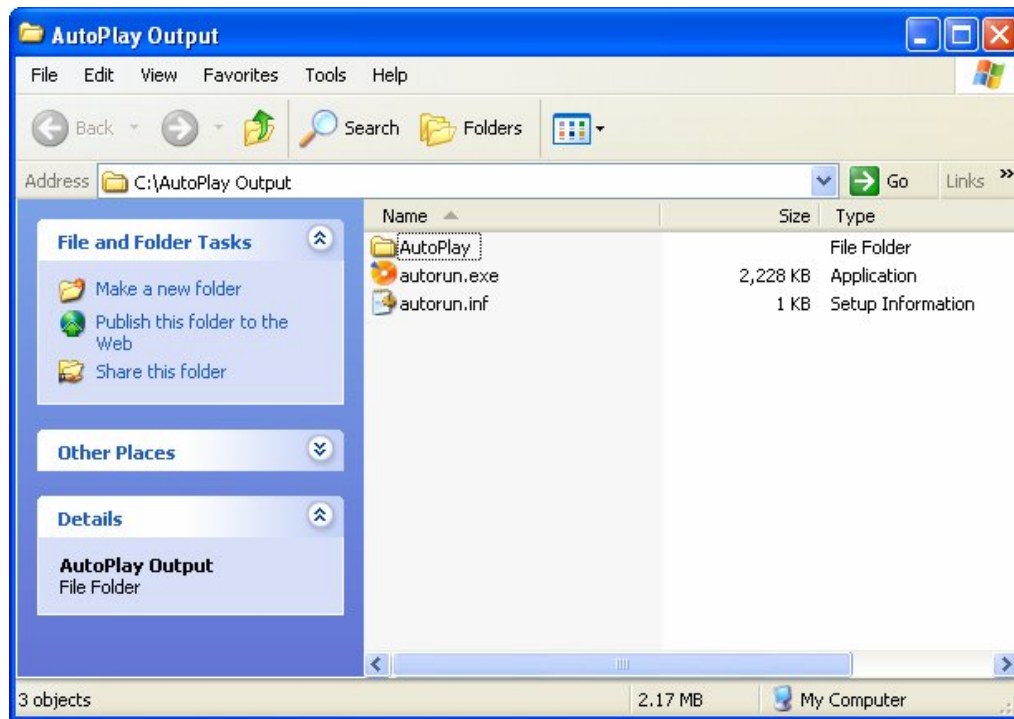 AutoPlay Output
File Edit View Favorites Tools Help
Back Search Folders
Address C:\AutoPlay Output Go Links »
Name Size Type
File and Folder Tasks
Make a new folder
Publish this folder to the
Web
Share this folder
Other Places
Details
AutoPlay Output
File Folder
AutoPlay File Folder
autorun.exe 2,228 KB Application
autorun.inf 1 KB Setup Information
3 objects 2.17 MB My Computer